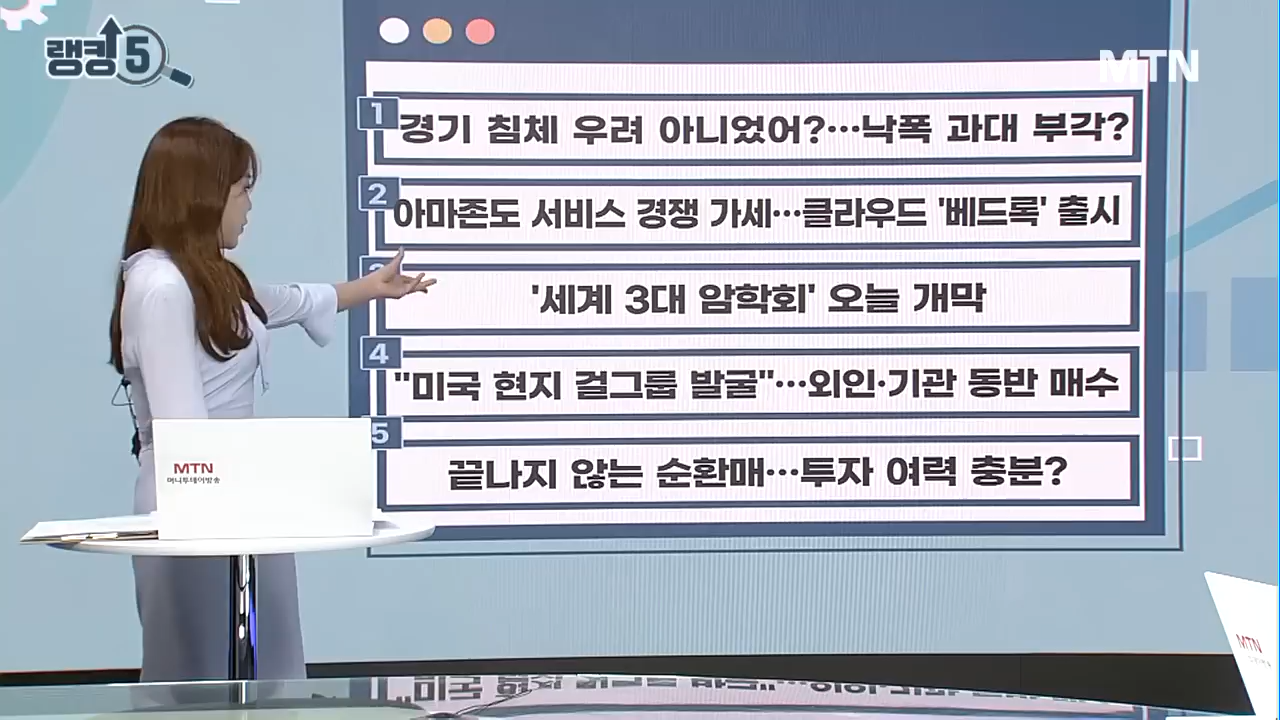 랭킹5
MTN
1
경기 침체 우려 아니었어?…낙폭 과대 부각?
2
아마존도 서비스 경쟁 가세…클라우드 '베드록' 출시
'세계 3대 암학회' 오늘 개막
4
"미국 현지 걸그룹 발굴"…외인·기관 동반 매수
5
끝나지 않는 순환매…투자 여력 충분?
MTN
머니투데이방송
MTN